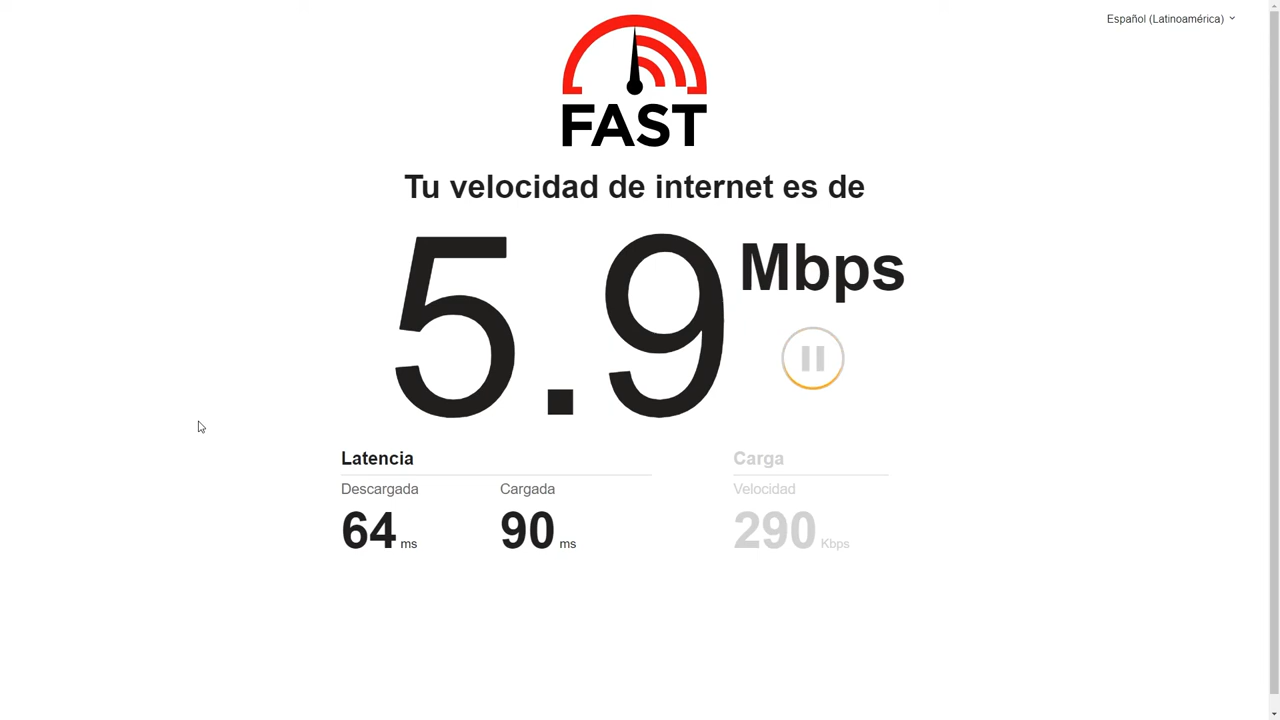 Español (Latinoamérica)
FAST
Tu velocidad de internet es de
5.9 Mbps
Latencia
Carga
Descargada
Cargada
Velocidad
64 ms
90 ms
290 Kbps